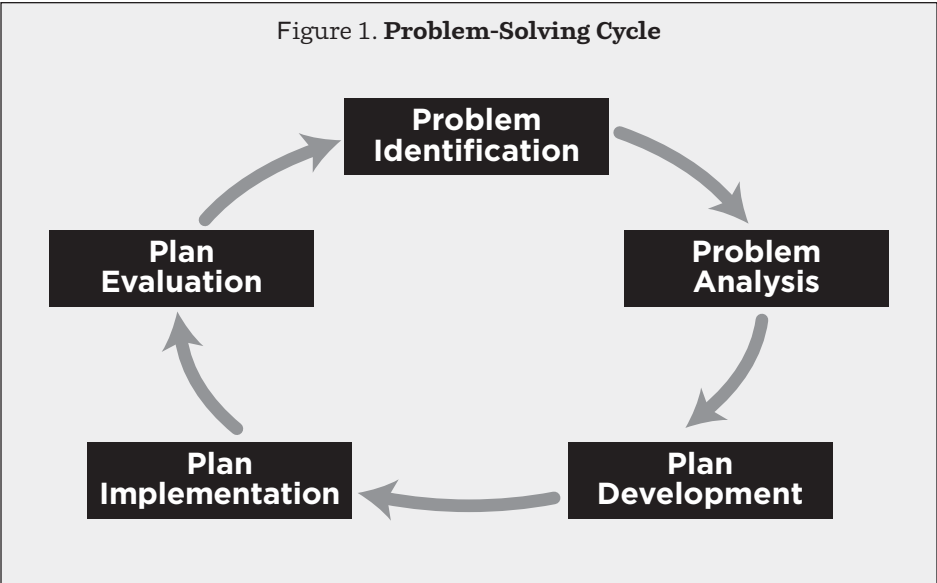 Figure 1. Problem-Solving Cycle
Problem
Identification
Problem
Analysis
Plan
Development
Plan
Implementation
Plan
Evaluation